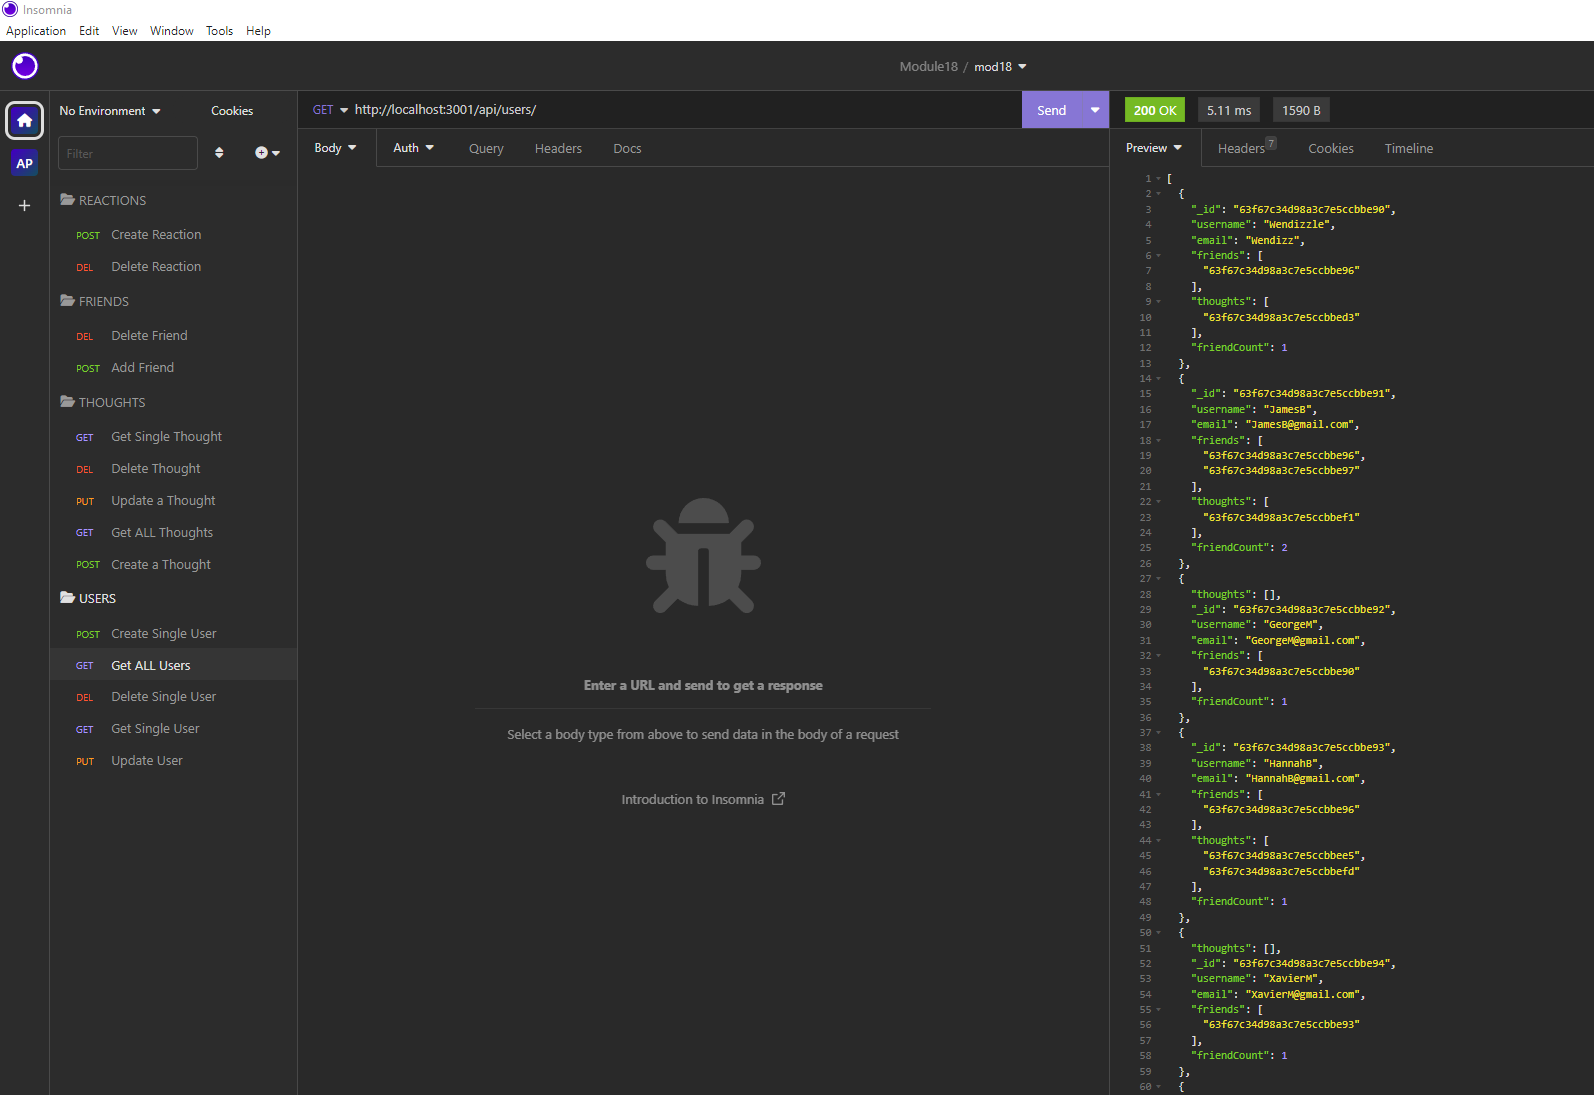 Insomnia
Application Edit View Window Tools Help
Module18 / mod18
AP
No Environment Cookies
Filter
REACTIONS
POST Create Reaction
DEL Delete Reaction
FRIENDS
DEL Delete Friend
POST Add Friend
THOUGHTS
GET Get Single Thought
DEL Delete Thought
PUT Update a Thought
GET Get ALL Thoughts
POST Create a Thought
USERS
POST Create Single User
GET Get ALL Users
DEL Delete Single User
GET Get Single User
PUT Update User
GET http://localhost:3001/api/users/ Send
Body Auth Query Headers Docs
Enter a URL and send to get a response
Select a body type from above to send data in the body of a request
Introduction to Insomnia
200 OK 5.11 ms 1590 B
Preview Headers 7 Cookies Timeline
1 [
2 {
3 "_id": "63f67c34d98a3c7e5ccbbe90",
4 "username": "Wendizzle",
5 "email": "Wendizz",
6 "friends": [
7 "63f67c34d98a3c7e5ccbbe96"
8 ],
9 "thoughts": [
10 "63f67c34d98a3c7e5ccbbed3"
11 ],
12 "friendCount": 1
13 },
14 {
15 "_id": "63f67c34d98a3c7e5ccbbe91",
16 "username": "JamesB",
17 "email": "JamesB@gmail.com",
18 "friends": [
19 "63f67c34d98a3c7e5ccbbe96",
20 "63f67c34d98a3c7e5ccbbe97"
21 ],
22 "thoughts": [
23 "63f67c34d98a3c7e5ccbbef1"
24 ],
25 "friendCount": 2
26 },
27 {
28 "thoughts": [],
29 "_id": "63f67c34d98a3c7e5ccbbe92",
30 "username": "GeorgeM",
31 "email": "GeorgeM@gmail.com",
32 "friends": [
33 "63f67c34d98a3c7e5ccbbe90"
34 ],
35 "friendCount": 1
36 },
37 {
38 "_id": "63f67c34d98a3c7e5ccbbe93",
39 "username": "HannahB",
40 "email": "HannahB@gmail.com",
41 "friends": [
42 "63f67c34d98a3c7e5ccbbe96"
43 ],
44 "thoughts": [
45 "63f67c34d98a3c7e5ccbbee5",
46 "63f67c34d98a3c7e5ccbbefd"
47 ],
48 "friendCount": 1
49 },
50 {
51 "thoughts": [],
52 "_id": "63f67c34d98a3c7e5ccbbe94",
53 "username": "XavierM",
54 "email": "XavierM@gmail.com",
55 "friends": [
56 "63f67c34d98a3c7e5ccbbe93"
57 ],
58 "friendCount": 1
59 },
60 {